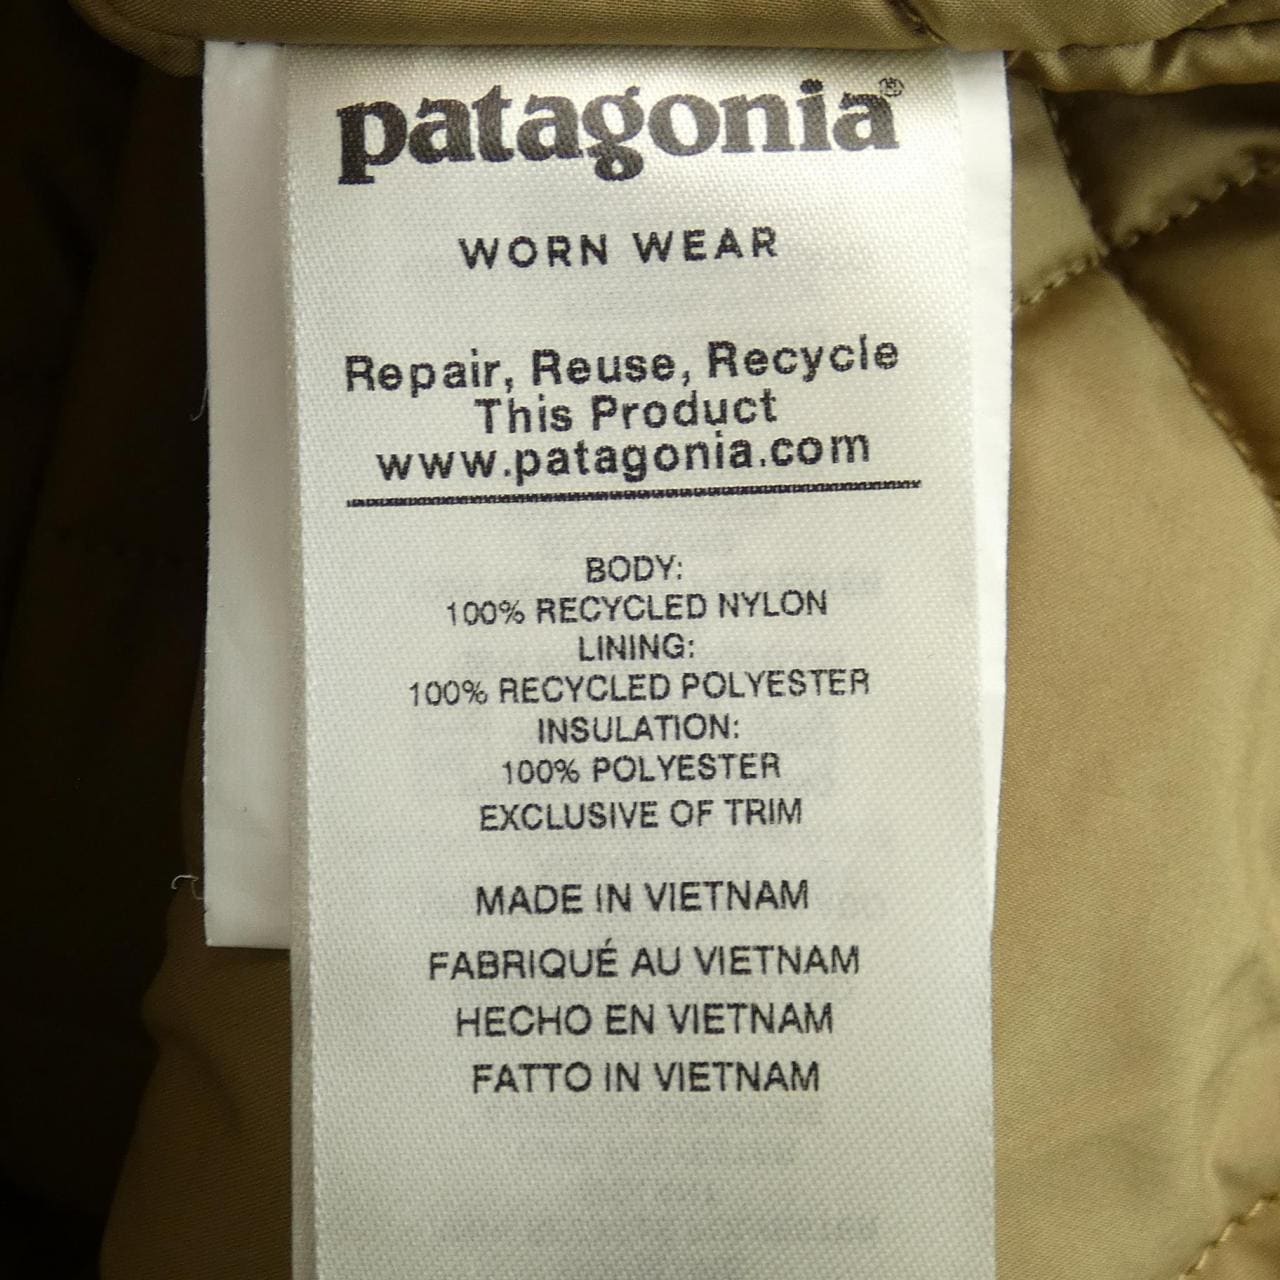 patagonia®
WORN WEAR
Repair, Reuse, Recycle
This Product
www.patagonia.com
BODY:
100% RECYCLED NYLON
LINING:
100% RECYCLED POLYESTER
INSULATION:
100% POLYESTER
EXCLUSIVE OF TRIM
MADE IN VIETNAM
FABRIQUÉ AU VIETNAM
HECHO EN VIETNAM
FATTO IN VIETNAM